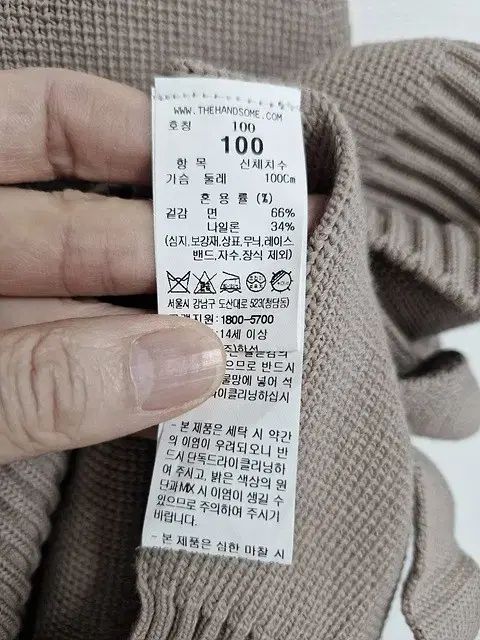 WWW.THEHANDSOME.COM
호칭 100
100
항 목 신체치수
가슴 둘레 100Cm
혼 용 률 (%)
겉감 면 66%
나일론 34%
(심지,보강재,상표,무늬,레이스
밴드,자수,장식 제외)
서울시 강남구 도산대로 523(청담동)
지원:1800-5700
:14세 이상
으므로 반드시
물망에 넣어 석
라이클리닝하십시
- 본 제품은 세탁 시 약간
의 이염이 우려되오니 반
드시 단독드라이클리닝하
여 주시고, 밝은 색상의 원
단과 MIX 시 이염이 생길 수
있으므로 주의하여 주시기
바랍니다.
- 본 제품은 심한 마찰 시